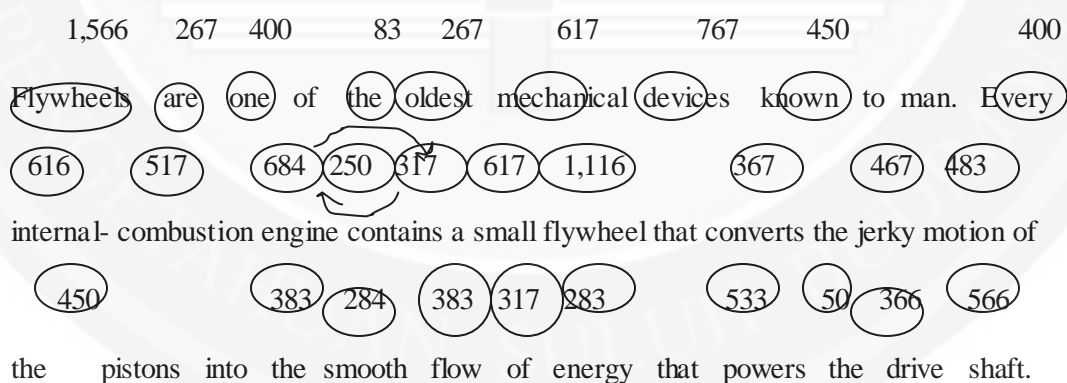 1,566 267 400 83 267 617 767 450 400
Flywheels are one of the oldest mechanical devices known to man. Every
616 517 684 250 317 617 1,116 367 467 483
internal- combustion engine contains a small flywheel that converts the jerky motion of
450 383 284 383 317 283 533 50 366 566
the pistons into the smooth flow of energy that powers the drive shaft.